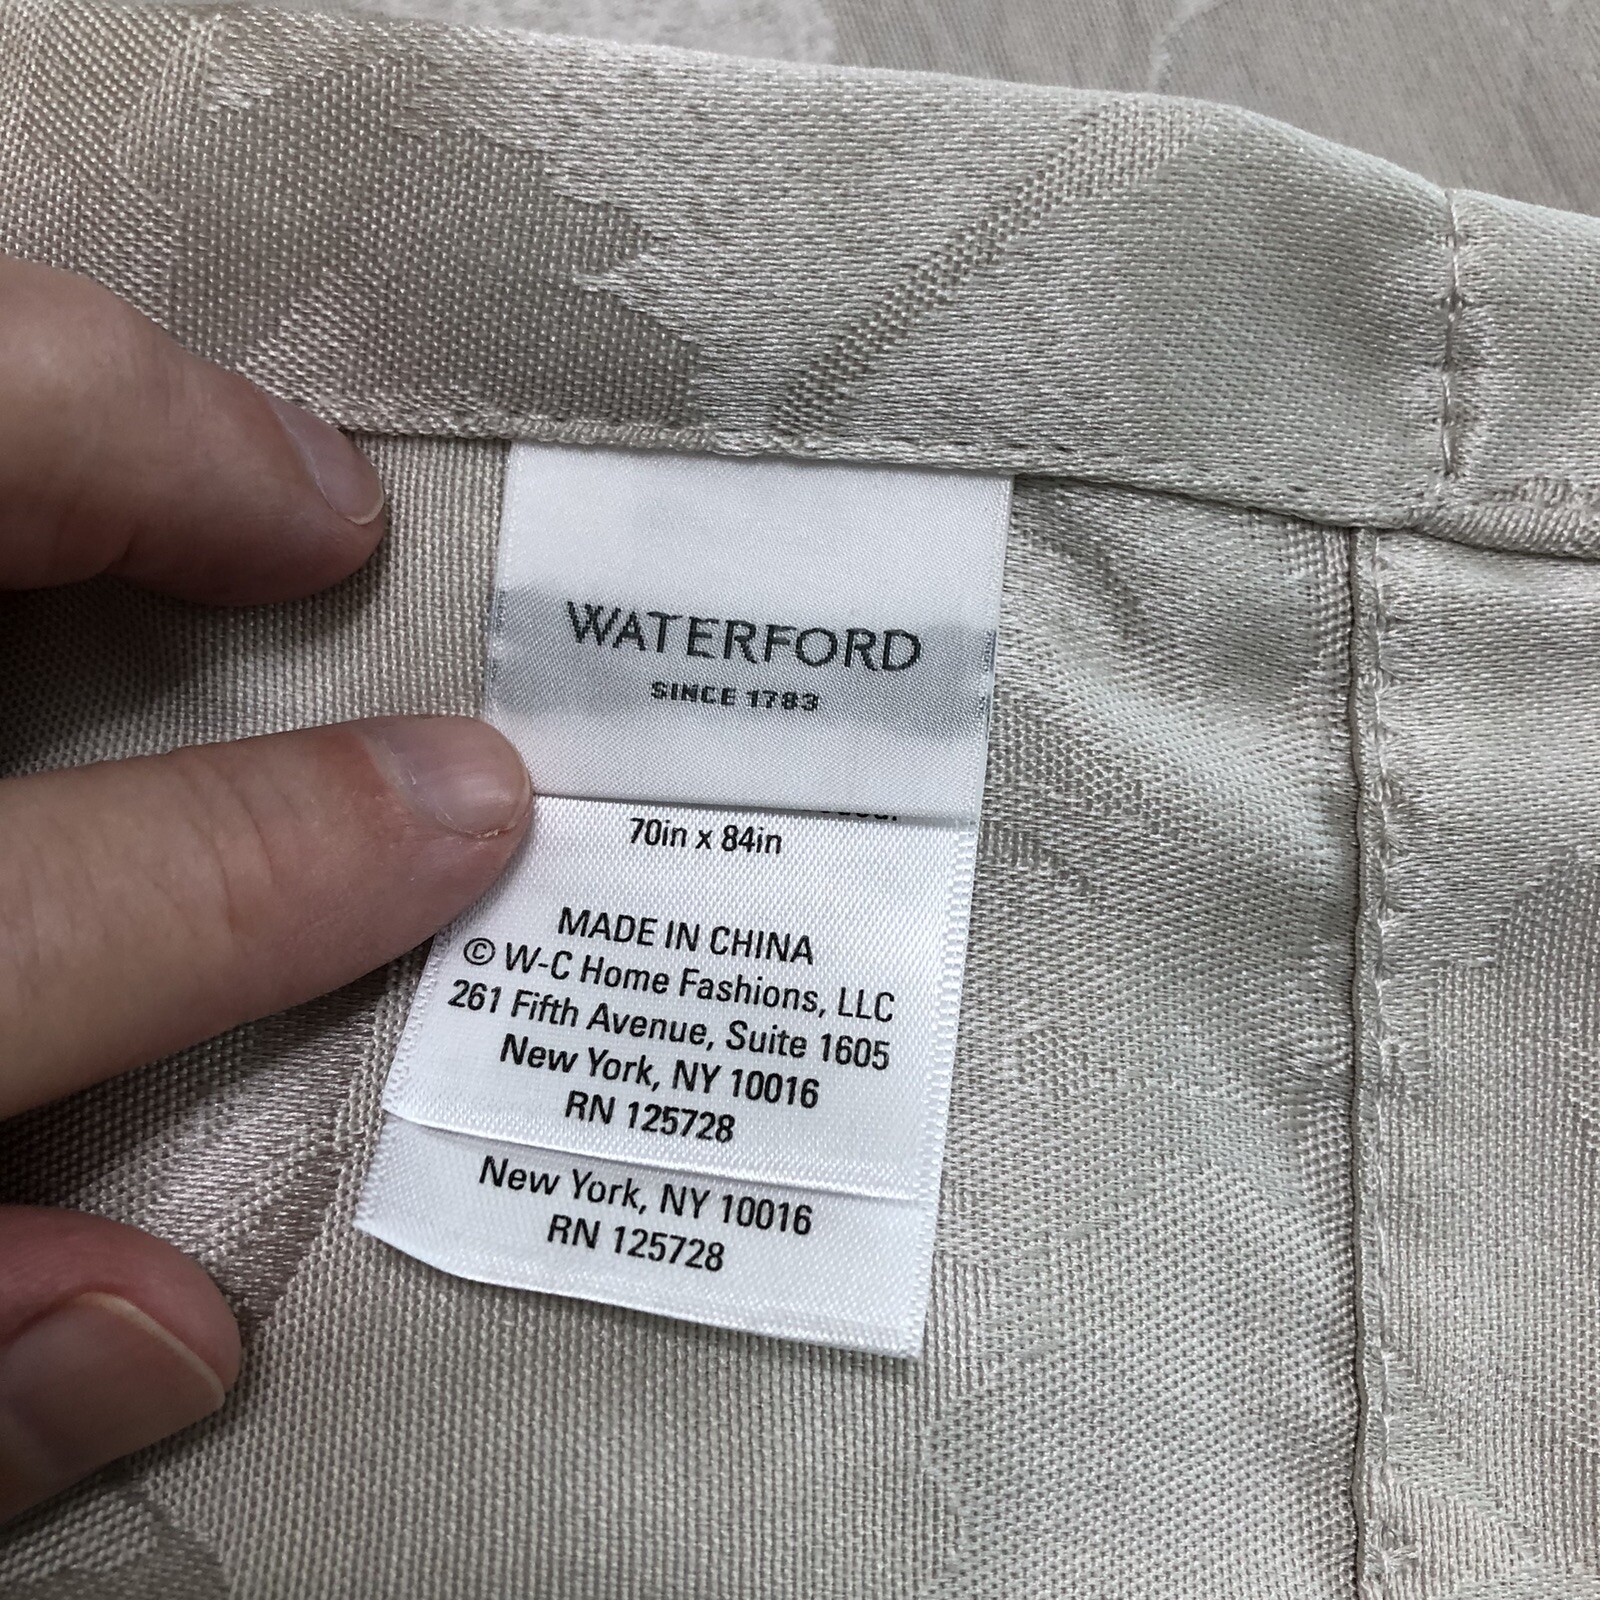 WATERFORD
SINCE 1783
70in x 84in
MADE IN CHINA
© W-C Home Fashions, LLC
261 Fifth Avenue, Suite 1605
New York, NY 10016
RN 125728
New York, NY 10016
RN 125728